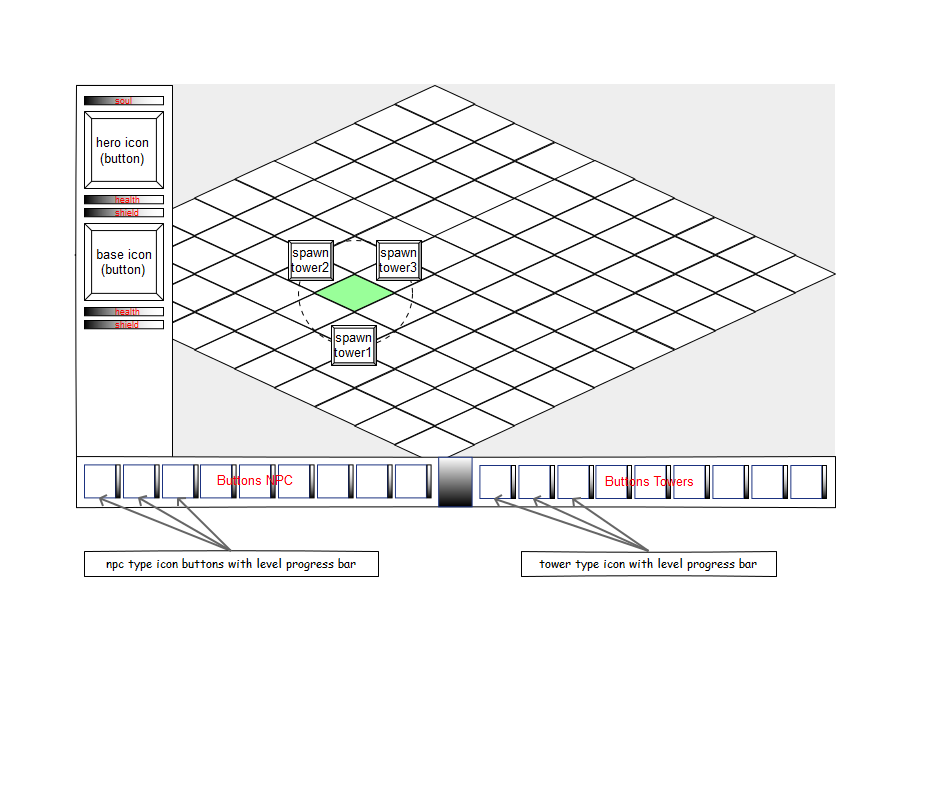 soul
hero icon
(button)
health
shield
base icon
(button)
health
shield
spawn
tower2
spawn
tower3
spawn
tower1
Buttons NPC
Buttons Towers
npc type icon buttons with level progress bar
tower type icon with level progress bar